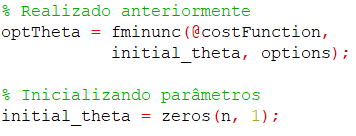 % Realizado anteriormente
optTheta = fminunc(@costFunction,
initial_theta, options);
% Inicializando parâmetros
initial_theta = zeros(n, 1);